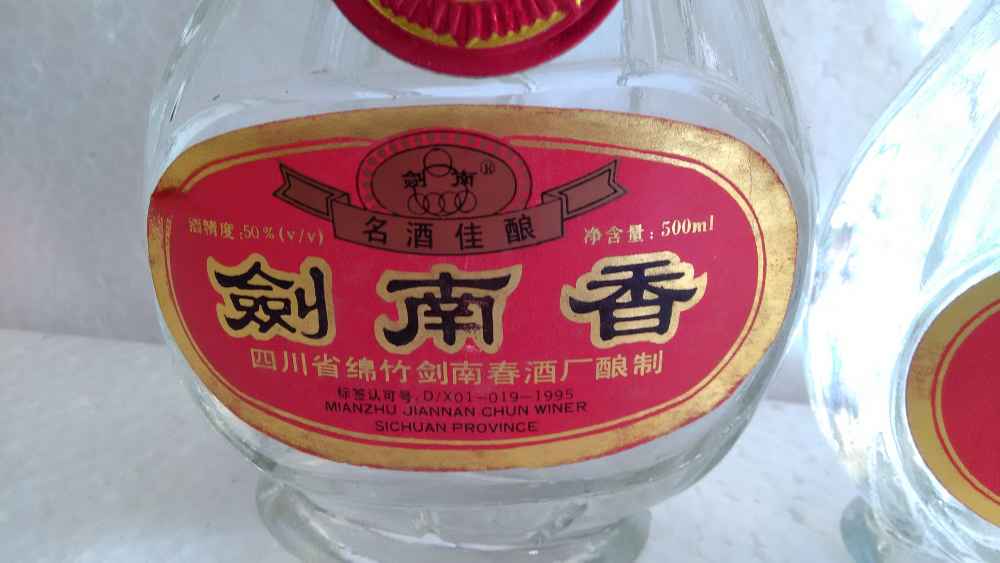 劍南®
名酒佳酿
酒精度:50%(v/v)
净含量:500ml
劍南香
四川省绵竹剑南春酒厂酿制
标签认可号.D/X01-019-1995
MIANZHU JIANNAN CHUN WINER
SICHUAN PROVINCE